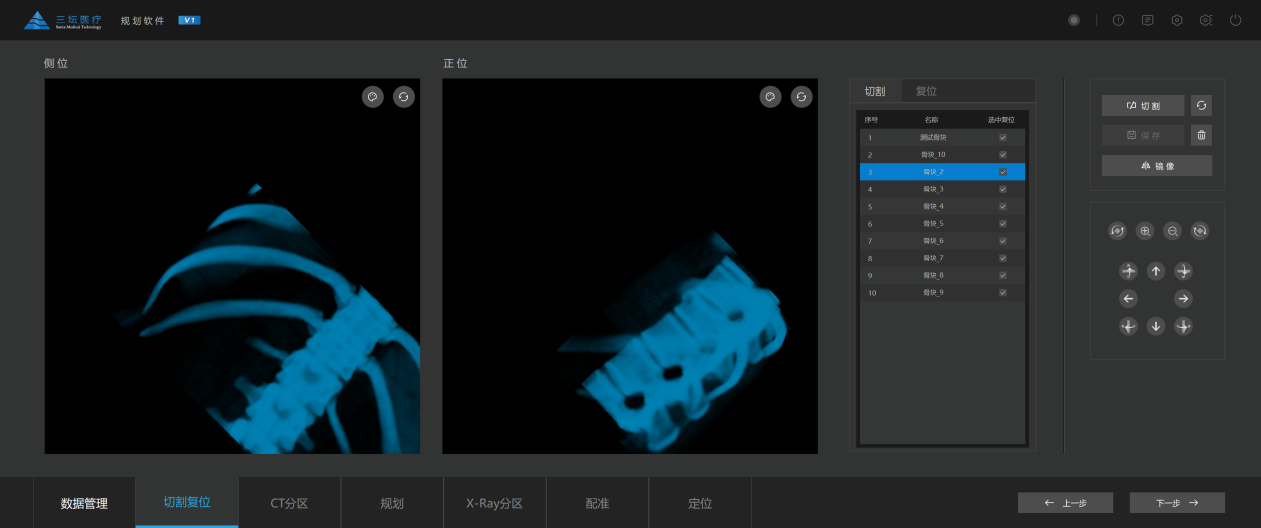 三坛医疗 规划软件 V1
Santa Medical Technology
侧位
正位
切割 复位
序号 名称 选中复位
1 测试骨块
2 骨块_10
3 骨块_2
4 骨块_3
5 骨块_4
6 骨块_5
7 骨块_6
8 骨块_7
9 骨块_8
10 骨块_9
切割
保存
镜像
数据管理 切割复位 CT分区 规划 X-Ray分区 配准 定位
上一步 下一步